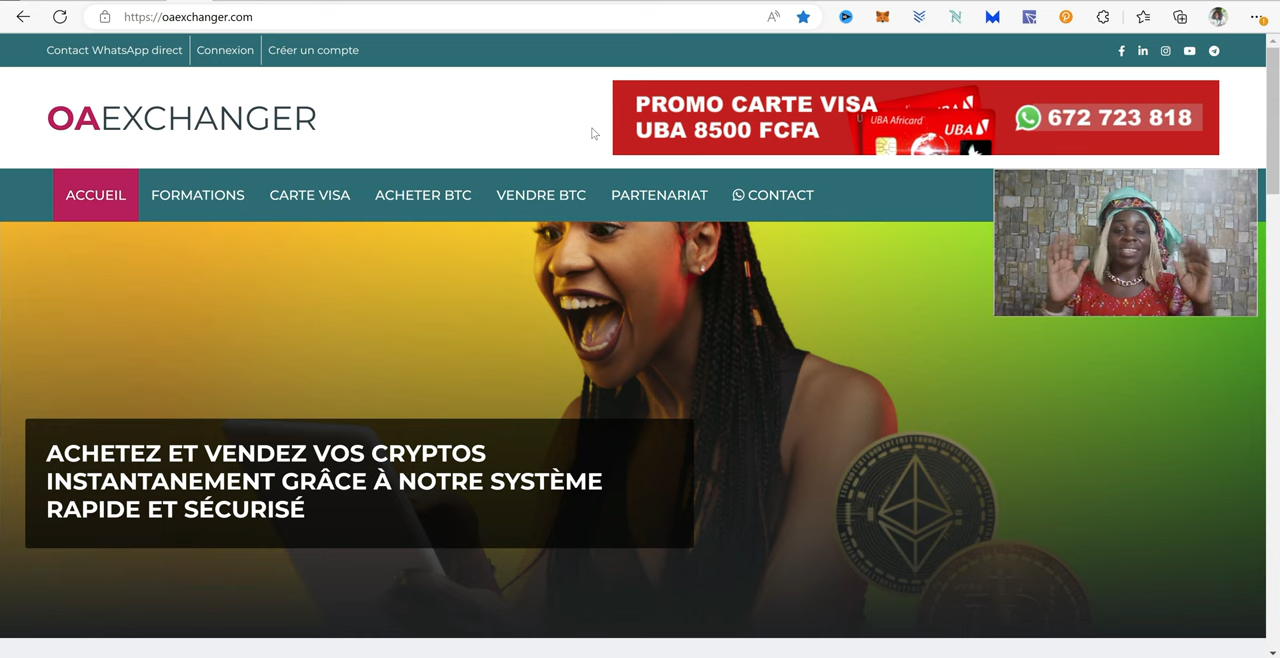 https://oaexchanger.com
Contact WhatsApp direct
Connexion
Créer un compte
OAEXCHANGER
PROMO CARTE VISA
UBA 8500 FCFA
UBA Africard
UBA
672 723 818
ACCUEIL
FORMATIONS
CARTE VISA
ACHETER BTC
VENDRE BTC
PARTENARIAT
CONTACT
ACHETEZ ET VENDEZ VOS CRYPTOS
INSTANTANEMENT GRÂCE À NOTRE SYSTÈME
RAPIDE ET SÉCURISÉ